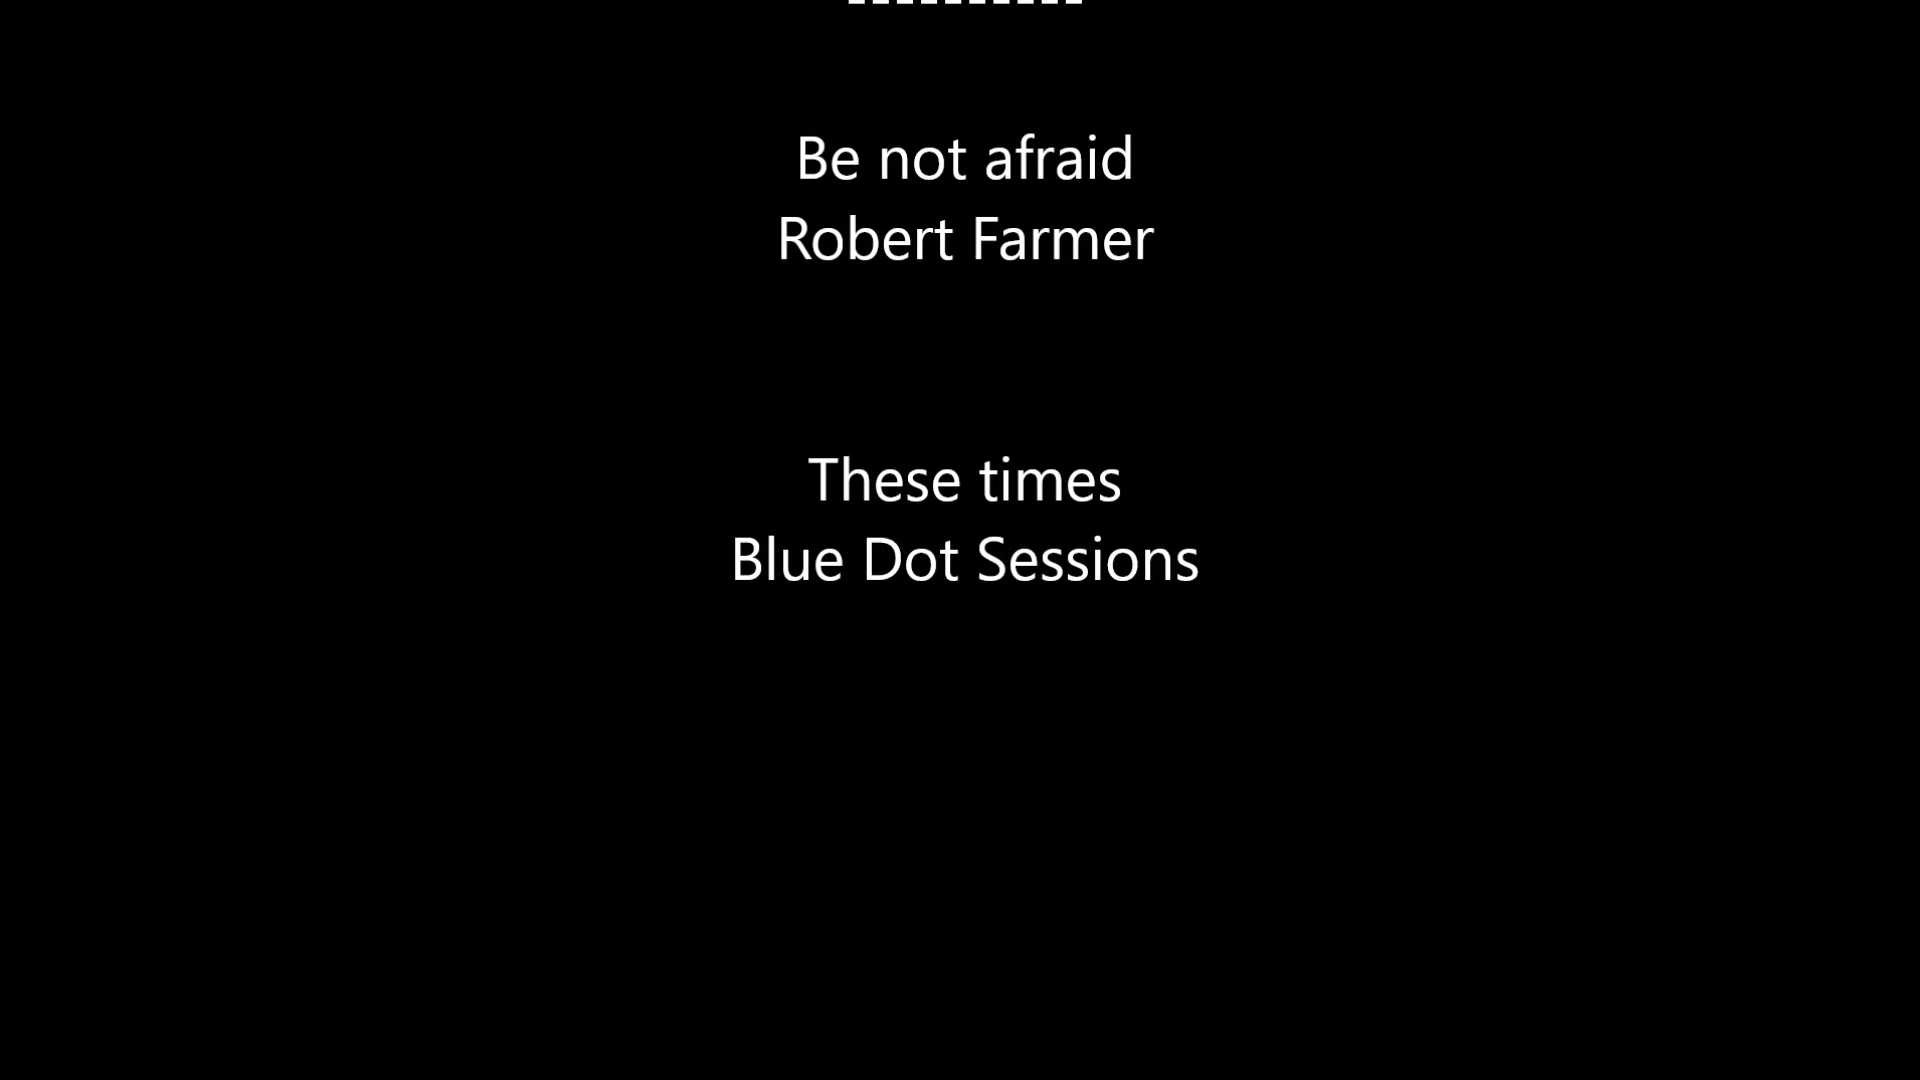 Be not afraid
Robert Farmer
These times
Blue Dot Sessions